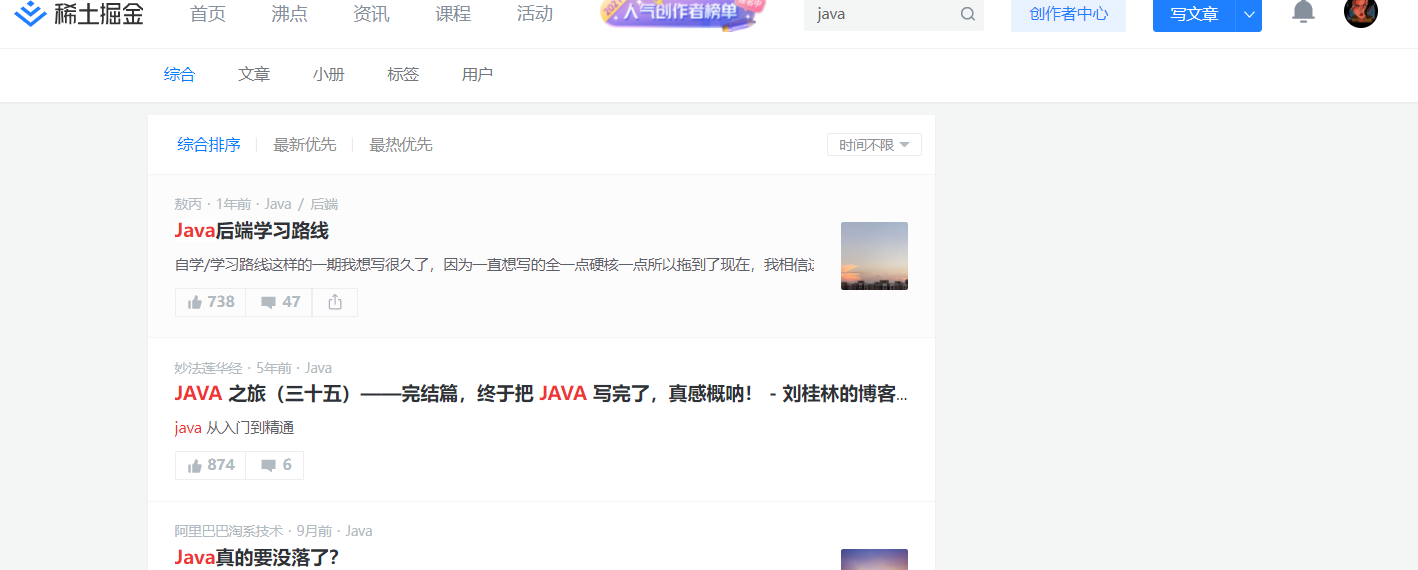 稀土掘金 首页 沸点 资讯 课程 活动 人气创作者榜单 java 创作者中心 写文章
综合 文章 小册 标签 用户
综合排序 最新优先 最热优先 时间不限
敖丙 · 1年前 · Java / 后端
Java后端学习路线
自学/学习路线这样的一期我想写很久了，因为一直想写的全一点硬核一点所以拖到了现在，我相信
738 47
妙法莲华经 · 5年前 · Java
JAVA 之旅（三十五）——完结篇，终于把 JAVA 写完了，真感概呐！ - 刘桂林的博客...
java 从入门到精通
874 6
阿里巴巴淘系技术 · 9月前 · Java
Java真的要没落了?